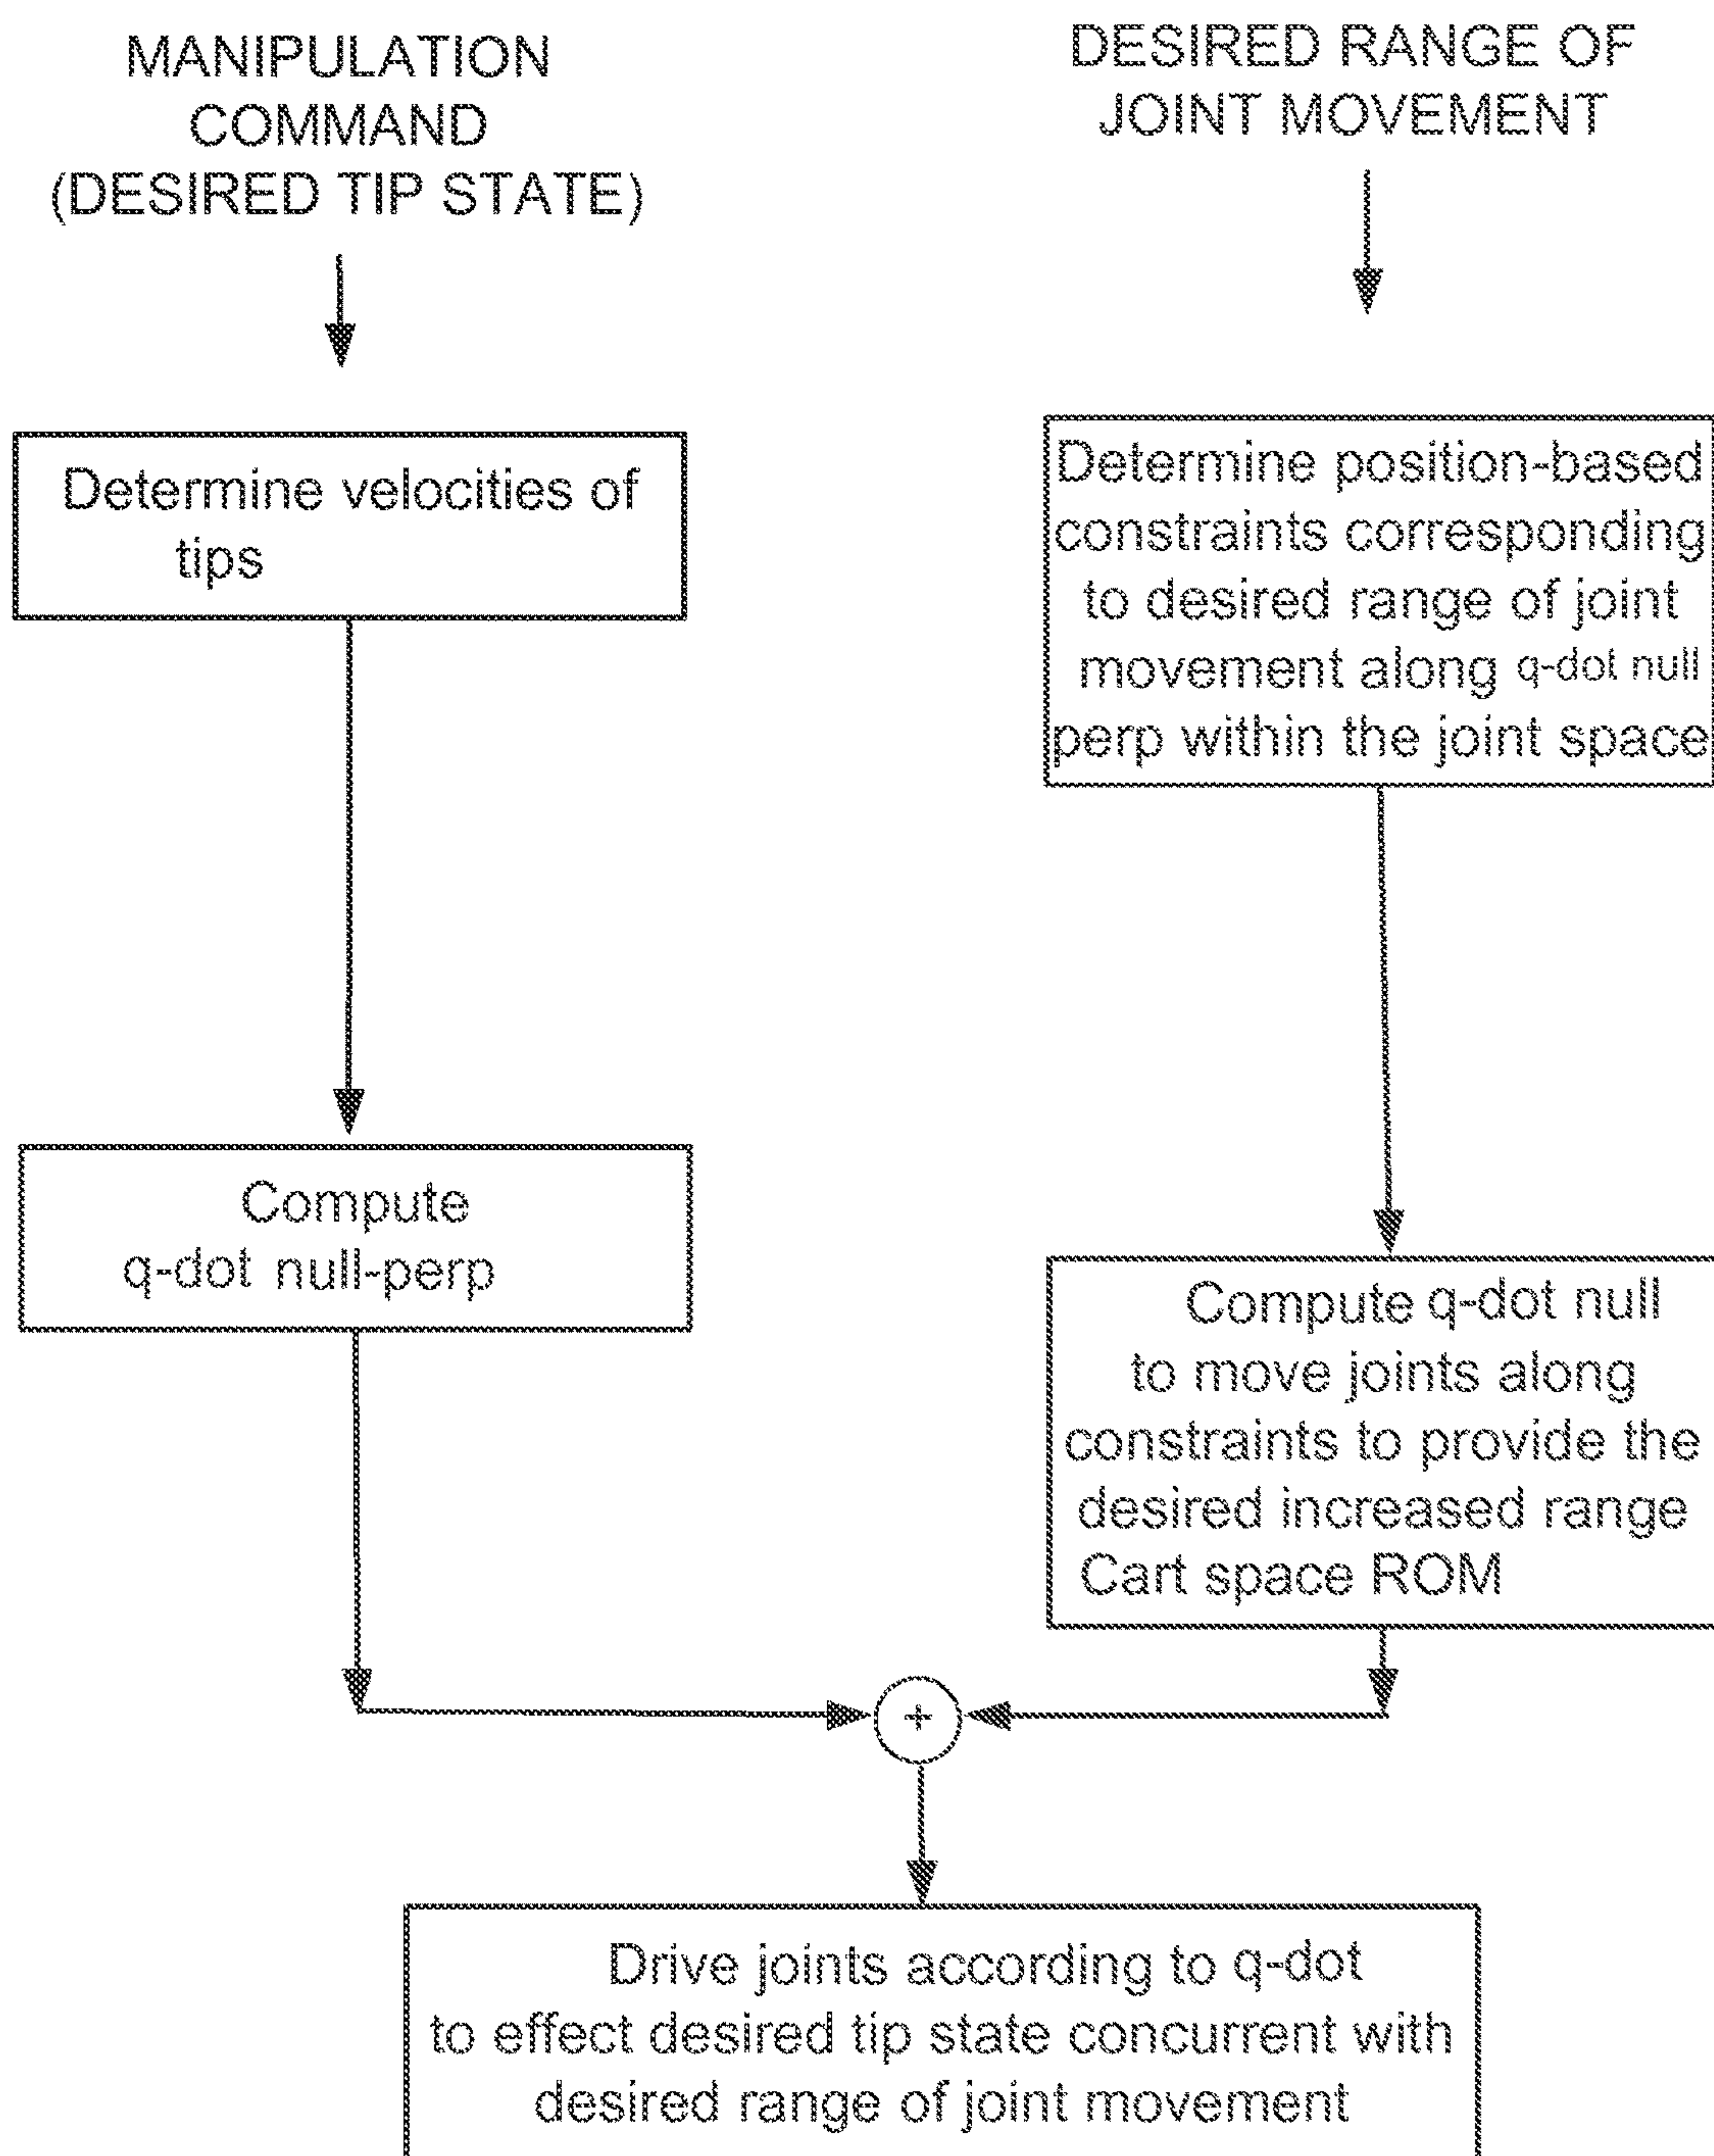 MANIPULATION
COMMAND
(DESIRED TIP STATE)
DESIRED RANGE OF
JOINT MOVEMENT
Determine velocities of
tips
Determine position-based
constraints corresponding
to desired range of joint
movement along q-dot null
perp within the joint space
Compute
q-dot null-perp
Compute q-dot null
to move joints along
constraints to provide the
desired increased range
Cart space ROM
+
Drive joints according to q-dot
to effect desired tip state concurrent with
desired range of joint movement